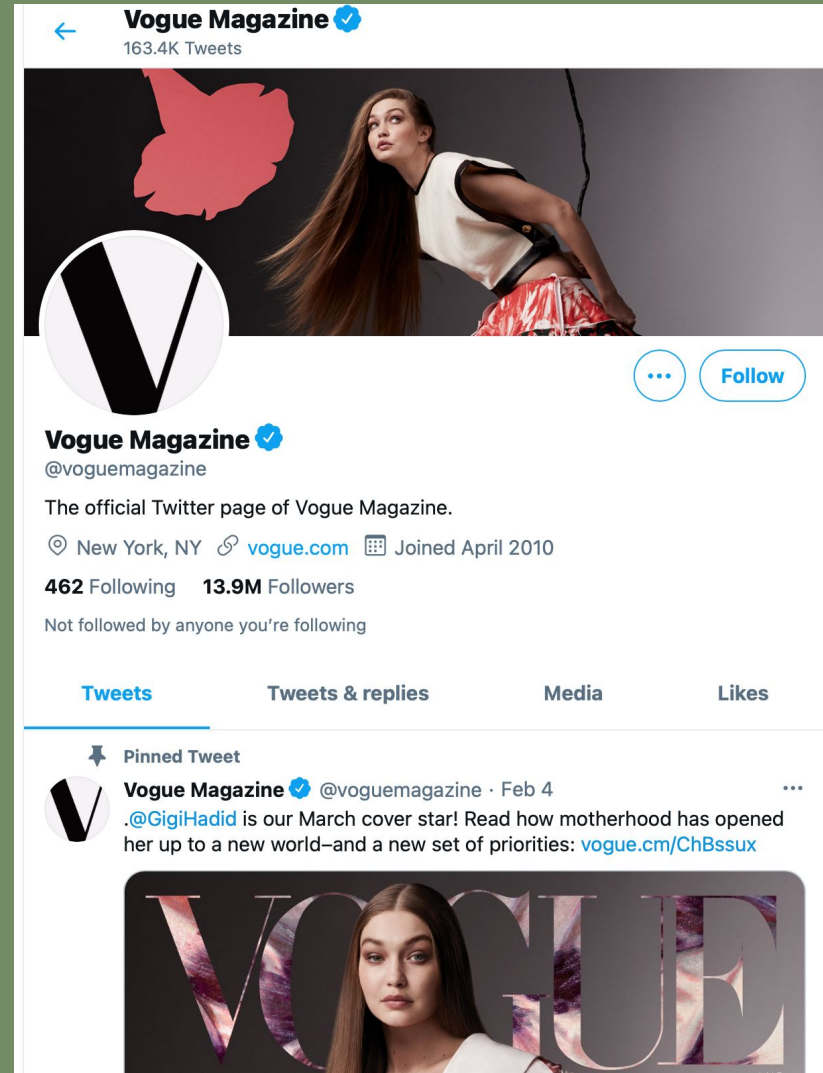 Vogue Magazine
163.4K Tweets
V
Follow
Vogue Magazine
@voguemagazine
The official Twitter page of Vogue Magazine.
New York, NY vogue.com Joined April 2010
462 Following 13.9M Followers
Not followed by anyone you're following
Tweets Tweets & replies Media Likes
Pinned Tweet
V
Vogue Magazine @voguemagazine · Feb 4
.@GigiHadid is our March cover star! Read how motherhood has opened
her up to a new world–and a new set of priorities: vogue.cm/ChBssux
VOGUE